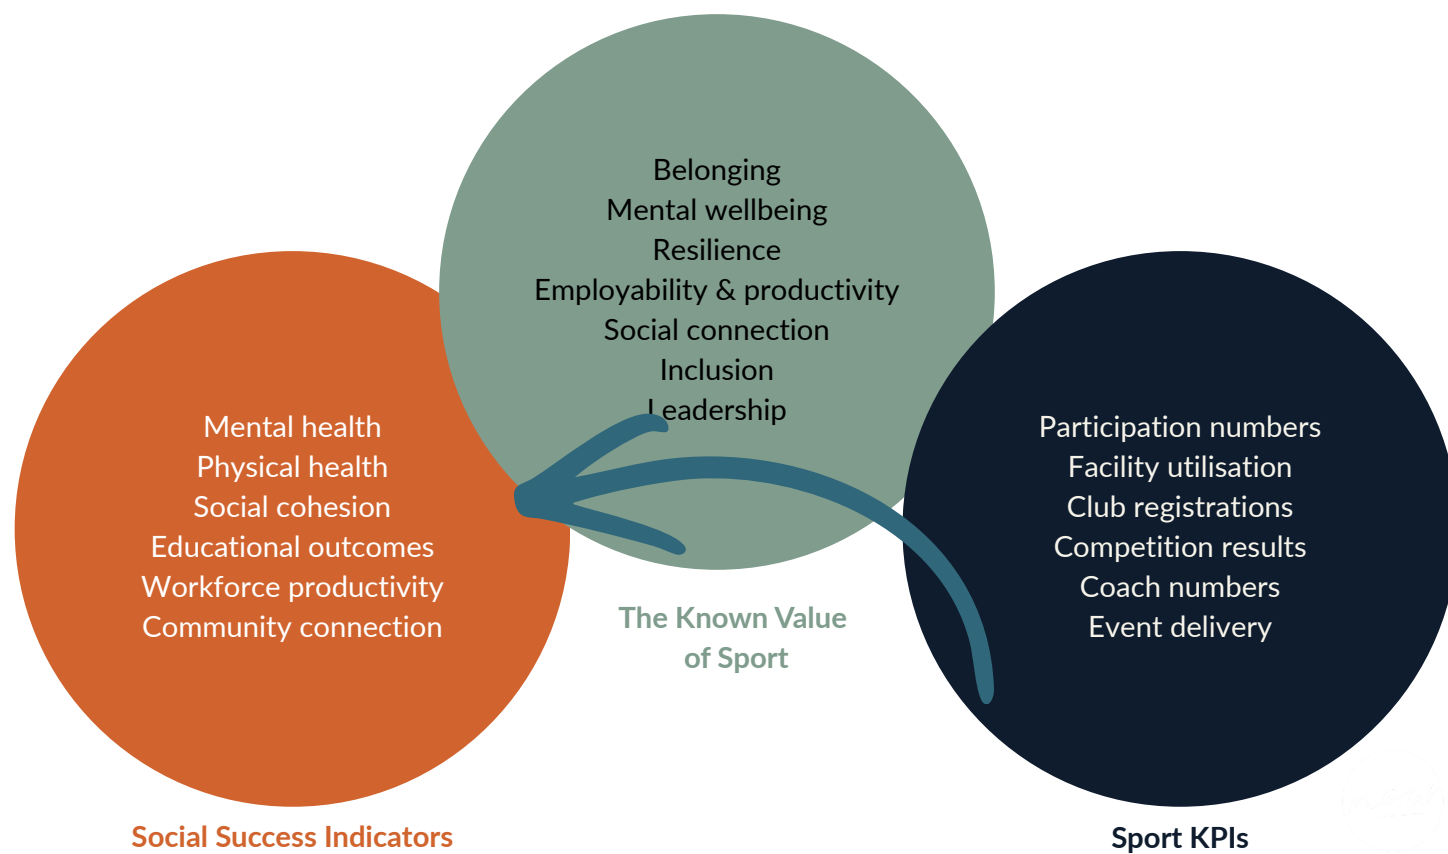 Belonging
Mental wellbeing
Resilience
Employability & productivity
Social connection
Inclusion
Leadership
The Known Value
of Sport
Mental health
Physical health
Social cohesion
Educational outcomes
Workforce productivity
Community connection
Social Success Indicators
Participation numbers
Facility utilisation
Club registrations
Competition results
Coach numbers
Event delivery
Sport KPIs